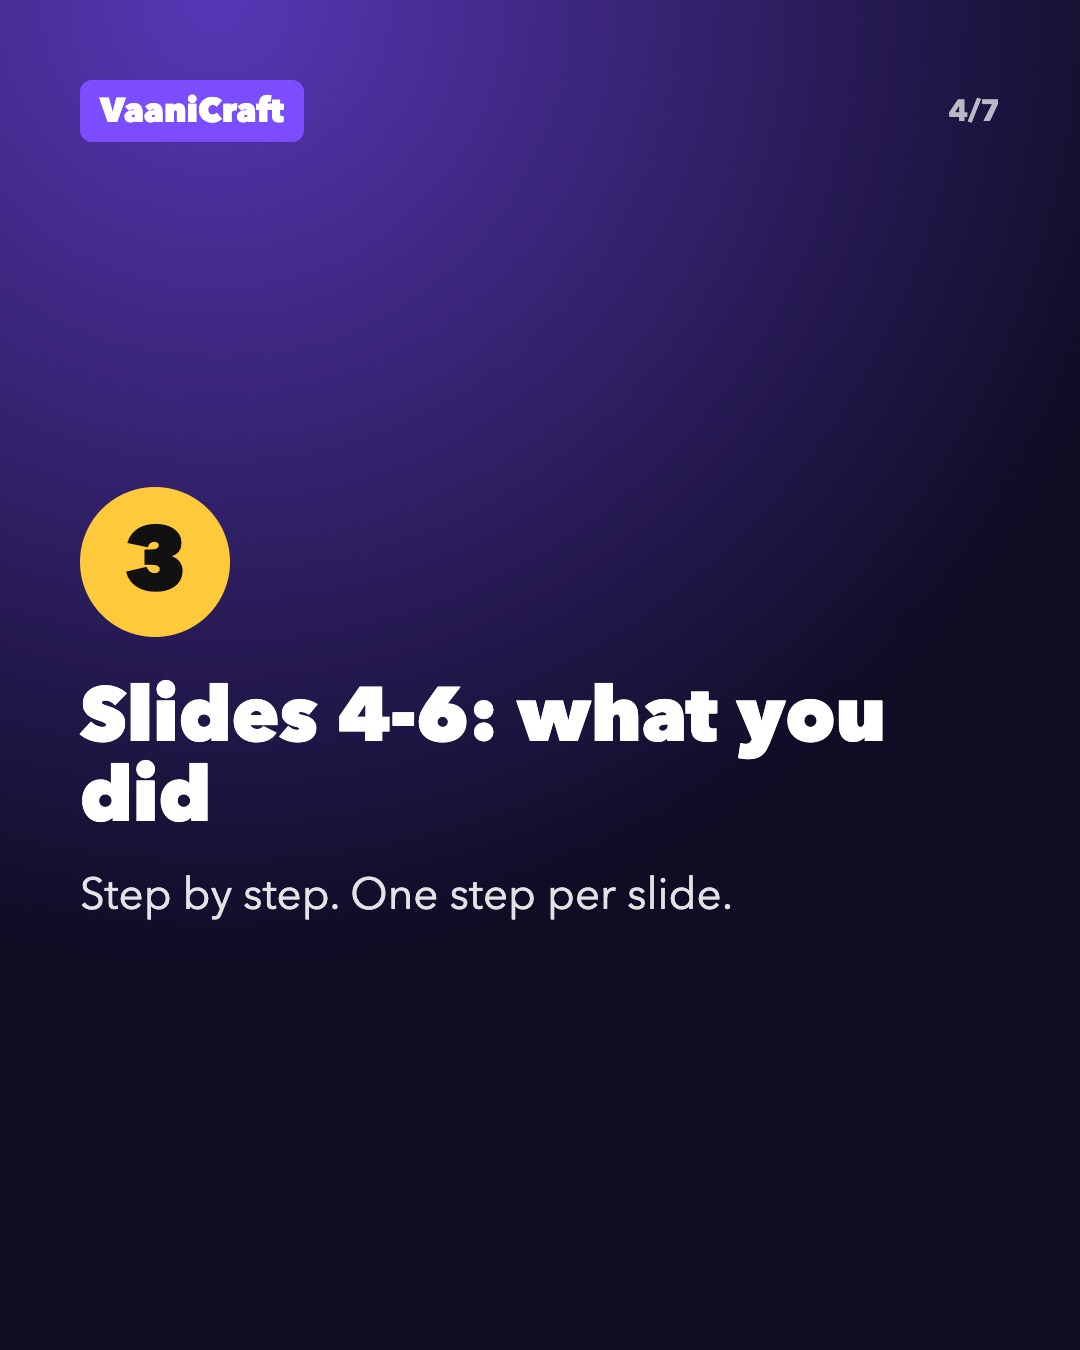 VaaniCraft
4/7
3
Slides 4-6: what you
did
Step by step. One step per slide.